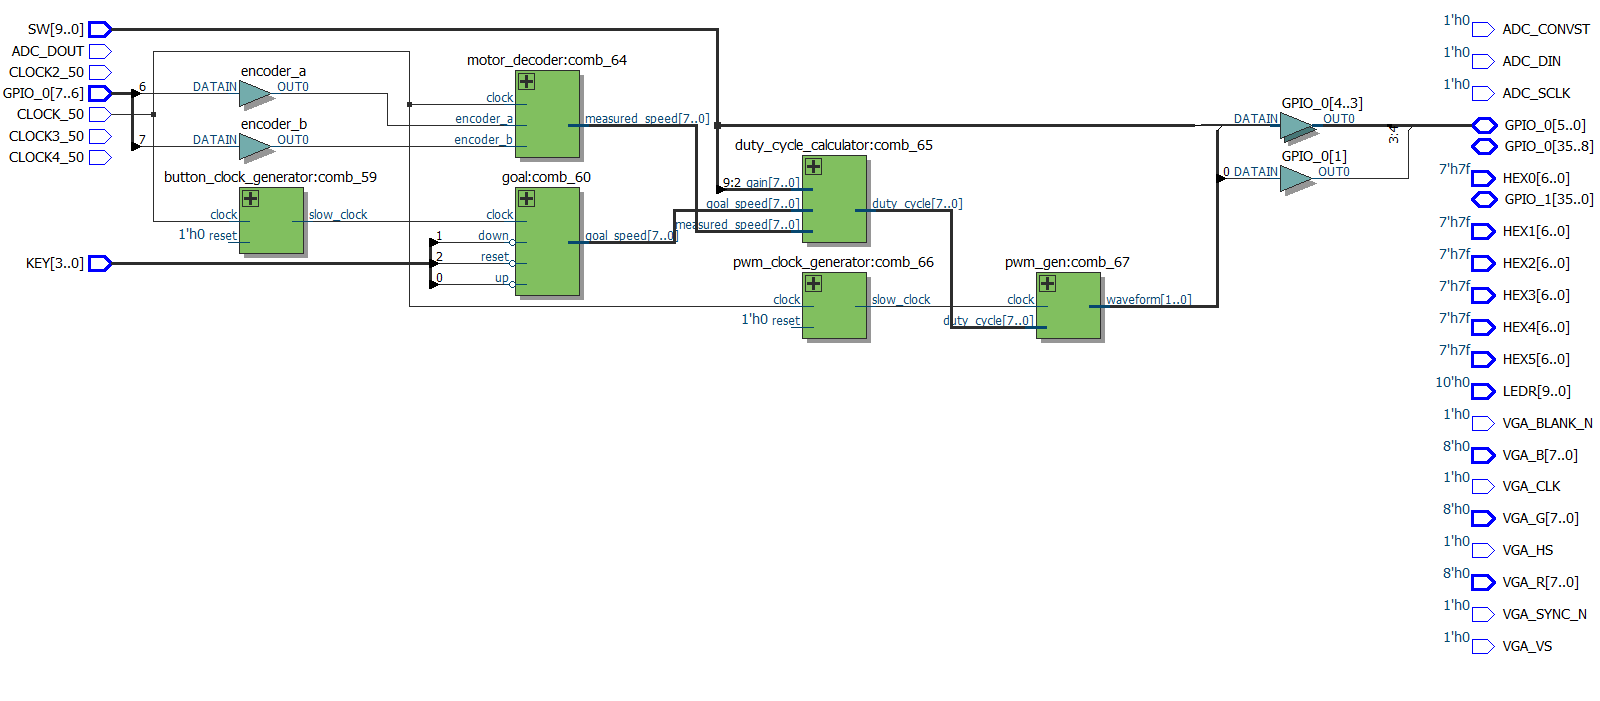 SW[9..0]
ADC_DOUT
CLOCK2_50
GPIO_0[7..6]
CLOCK_50
CLOCK3_50
CLOCK4_50
KEY[3..0]
6
7
encoder_a
DATAIN OUT0
encoder_b
DATAIN OUT0
button_clock_generator:comb_59
clock slow_clock
1'h0 reset
motor_decoder:comb_64
clock
encoder_a measured_speed[7..0]
encoder_b
goal:comb_60
clock
1 down goal_speed[7..0]
2 reset
0 up
duty_cycle_calculator:comb_65
9:2 gain[7..0]
goal_speed[7..0] duty_cycle[7..0]
measured_speed[7..0]
pwm_clock_generator:comb_66
clock slow_clock
1'h0 reset
pwm_gen:comb_67
clock waveform[1..0]
duty_cycle[7..0]
GPIO_0[4..3]
DATAIN OUT0
GPIO_0[1]
0 DATAIN OUT0
1'h0 ADC_CONVST
1'h0 ADC_DIN
1'h0 ADC_SCLK
GPIO_0[5..0]
GPIO_0[35..8]
7'h7f HEX0[6..0]
GPIO_1[35..0]
7'h7f HEX1[6..0]
7'h7f HEX2[6..0]
7'h7f HEX3[6..0]
7'h7f HEX4[6..0]
7'h7f HEX5[6..0]
10'h0 LEDR[9..0]
1'h0 VGA_BLANK_N
8'h0 VGA_B[7..0]
1'h0 VGA_CLK
8'h0 VGA_G[7..0]
1'h0 VGA_HS
8'h0 VGA_R[7..0]
1'h0 VGA_SYNC_N
1'h0 VGA_VS